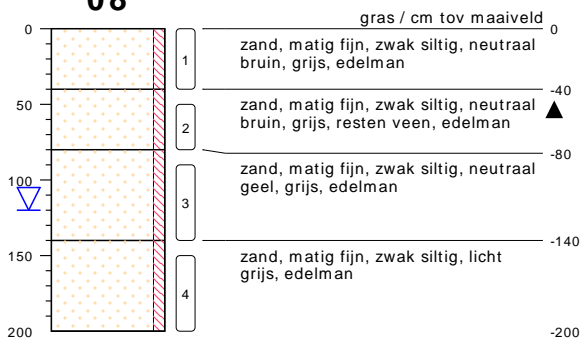 08
gras / cm tov maaiveld
0
0
1
zand, matig fijn, zwak siltig, neutraal
bruin, grijs, edelman
-40
50
2
zand, matig fijn, zwak siltig, neutraal
bruin, grijs, resten veen, edelman
-80
100
3
zand, matig fijn, zwak siltig, neutraal
geel, grijs, edelman
-140
150
4
zand, matig fijn, zwak siltig, licht
grijs, edelman
200
-200